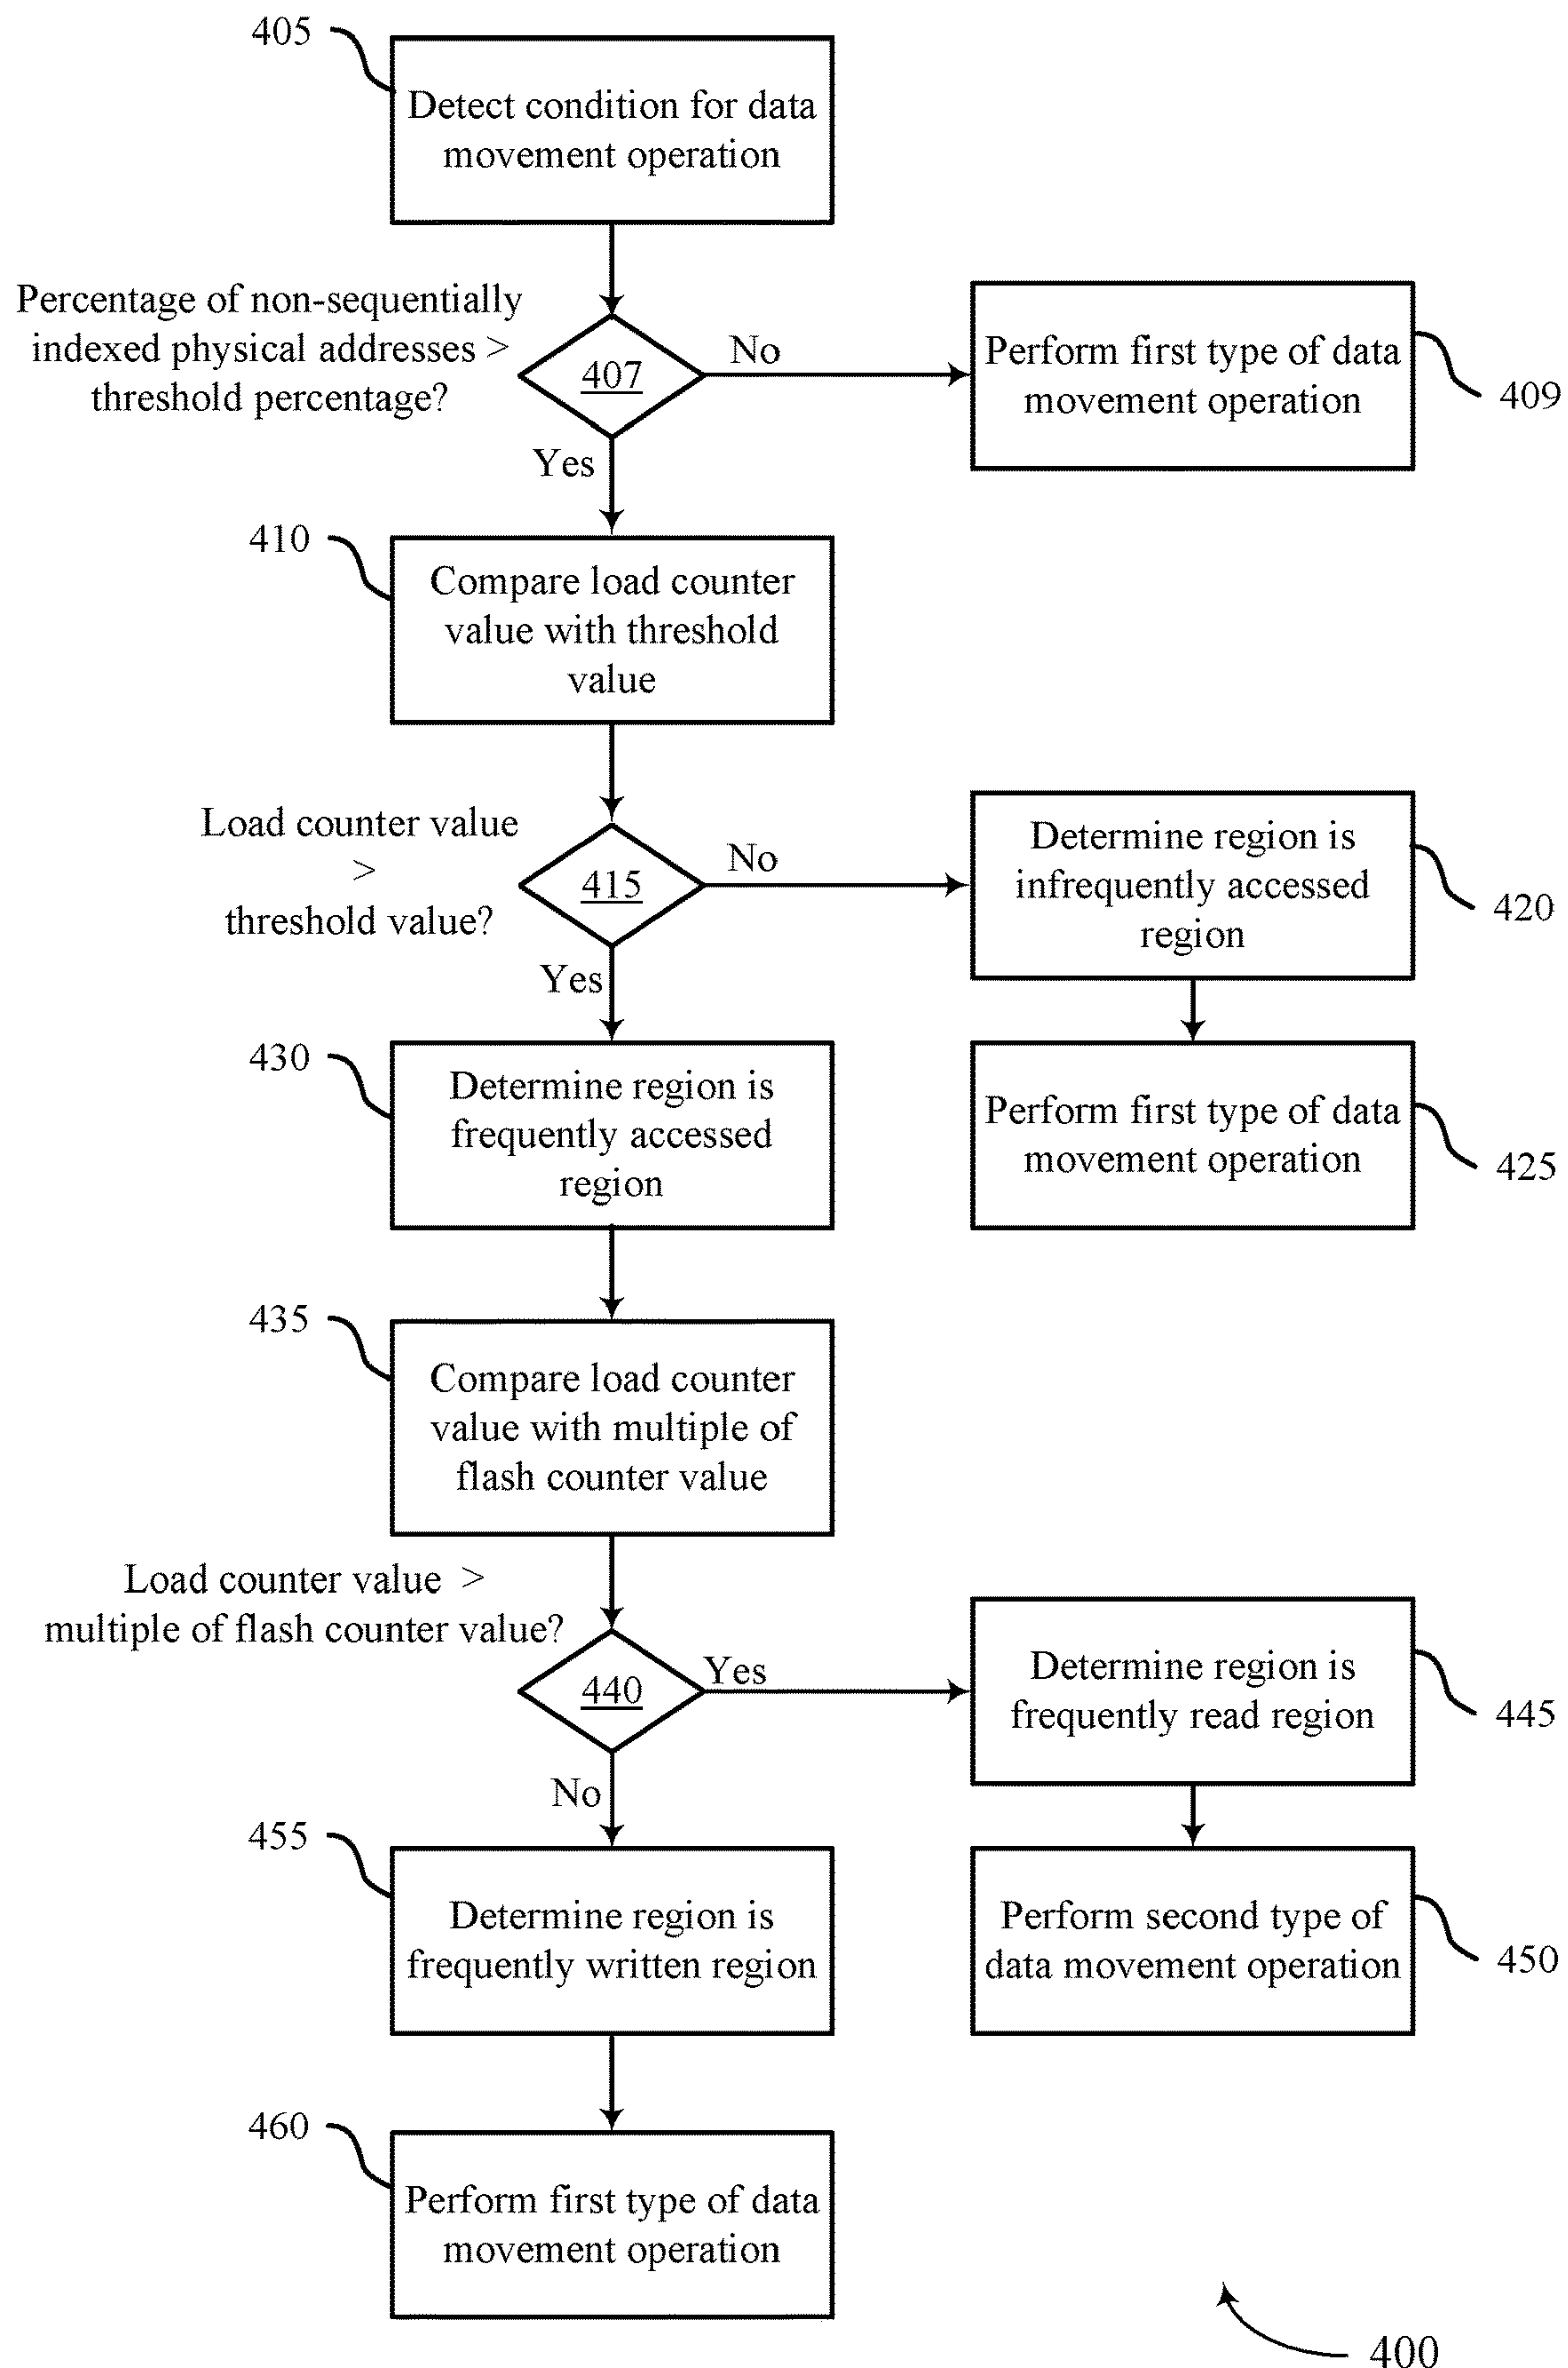 405
Detect condition for data
movement operation
Percentage of non-sequentially
indexed physical addresses >
threshold percentage?
407
No
Perform first type of data
movement operation
409
Yes
410
Compare load counter
value with threshold
value
Load counter value
>
threshold value?
415
No
Determine region is
infrequently accessed
region
420
Yes
430
Determine region is
frequently accessed
region
Perform first type of data
movement operation
425
435
Compare load counter
value with multiple of
flash counter value
Load counter value >
multiple of flash counter value?
440
Yes
Determine region is
frequently read region
445
No
455
Determine region is
frequently written region
Perform second type of
data movement operation
450
460
Perform first type of data
movement operation
400